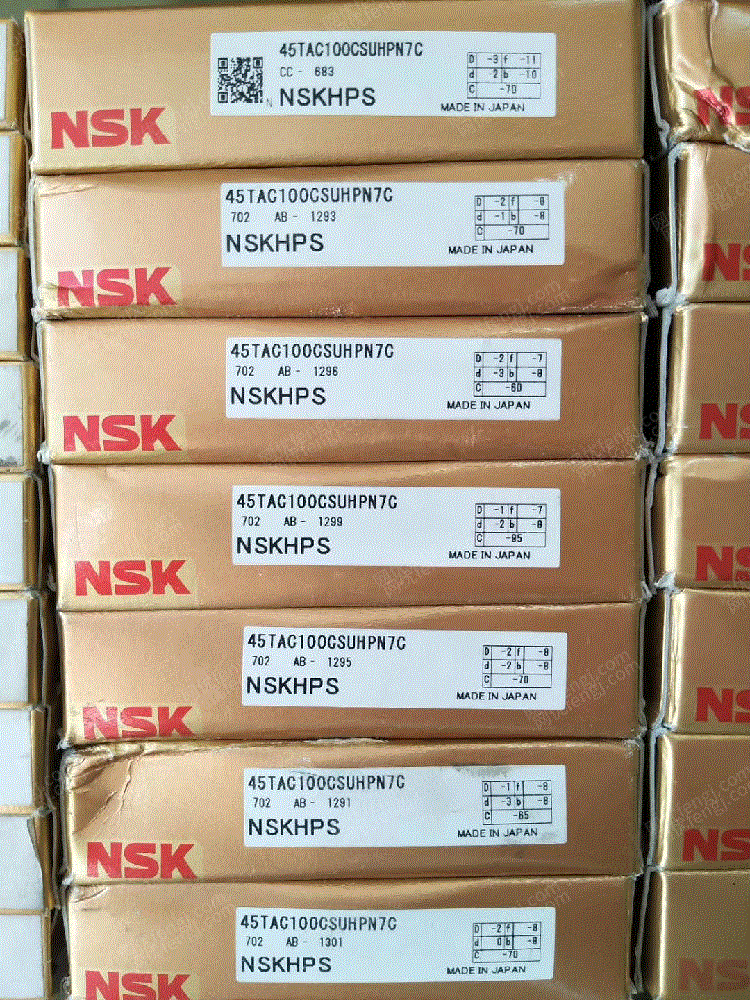 45TAC100CSUHPN7C
CC - 683
N
NSKHPS
D -3 f -11
d 2 b -10
C -70
MADE IN JAPAN
NSK
45TAC100CSUHPN7C
702 AB - 1293
NSKHPS
D -2 f -8
d -1 b -8
C -70
MADE IN JAPAN
NSK
45TAC100CSUHPN7C
702 AB - 1296
NSKHPS
D -2 f -7
d -3 b -8
C -60
MADE IN JAPAN
NSK
45TAC100CSUHPN7C
702 AB - 1299
NSKHPS
D -1 f -7
d -2 b -8
C -65
MADE IN JAPAN
NSK
45TAC100CSUHPN7C
702 AB - 1295
NSKHPS
D -2 f -8
d -2 b -8
C -70
MADE IN JAPAN
NSK
45TAC100CSUHPN7C
702 AB - 1291
NSKHPS
D -1 f -8
d -3 b -8
C -65
MADE IN JAPAN
NSK
45TAC100CSUHPN7C
702 AB - 1301
NSKHPS
D -2 f -8
d 0 b -8
C -70
MADE IN JAPAN
NSK